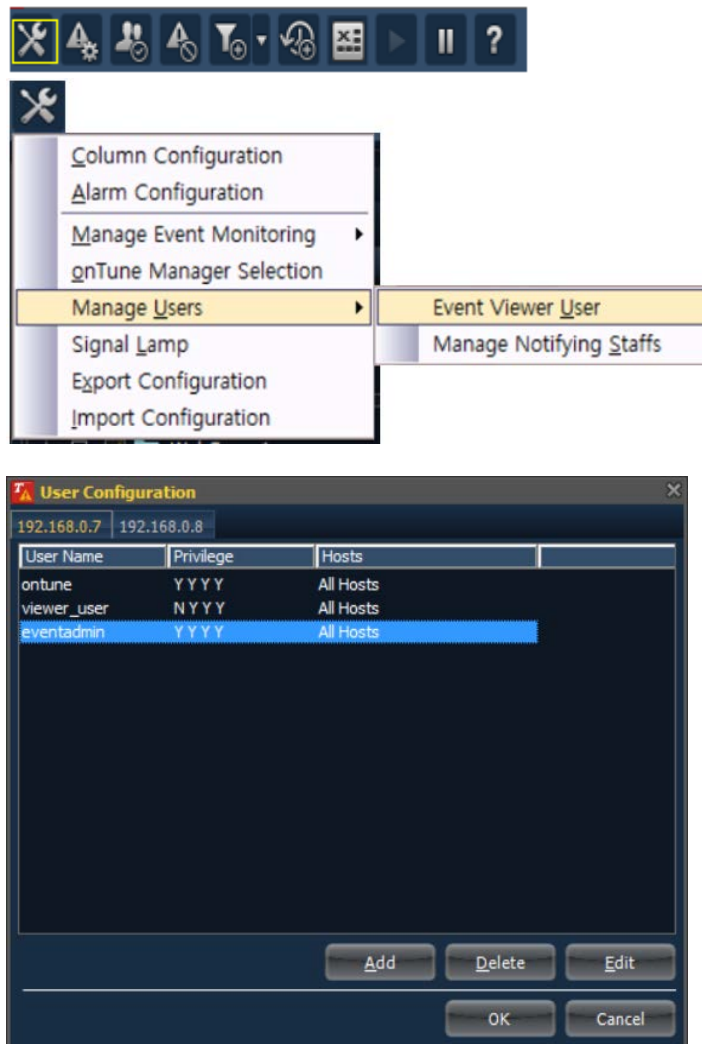 ?
Column Configuration
Alarm Configuration
Manage Event Monitoring
onTune Manager Selection
Manage Users
Event Viewer User
Signal Lamp
Manage Notifying Staffs
Export Configuration
Import Configuration
User Configuration
192.168.0.7 192.168.0.8
User Name Privilege Hosts
ontune Y Y Y Y All Hosts
viewer_user N Y Y Y All Hosts
eventadmin Y Y Y Y All Hosts
Add Delete Edit
OK Cancel